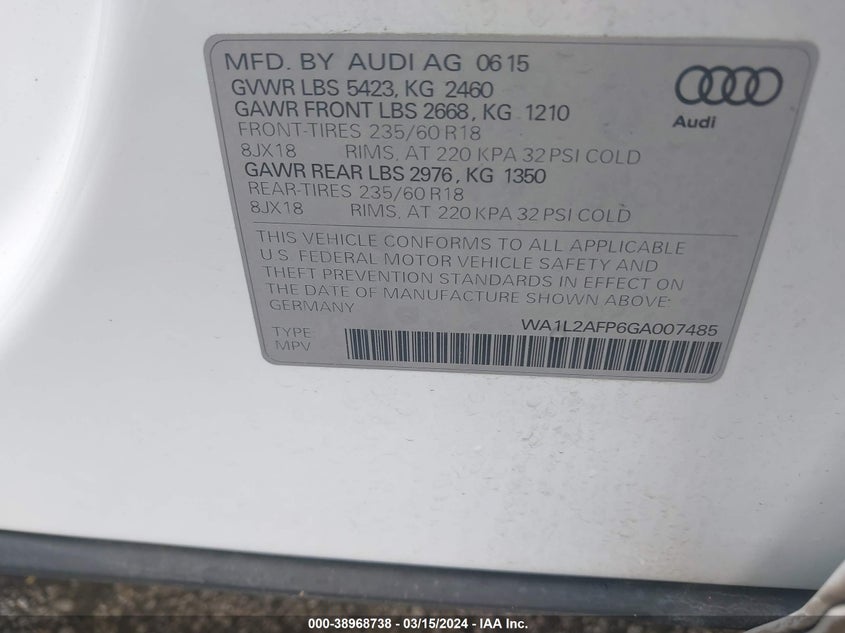 MFD. BY AUDI AG 06 15
GVWR LBS 5423, KG 2460
GAWR FRONT LBS 2668, KG 1210
FRONT-TIRES 235/60 R18
8JX18 RIMS, AT 220 KPA 32 PSI COLD
GAWR REAR LBS 2976, KG 1350
REAR-TIRES 235/60 R18
8JX18 RIMS, AT 220 KPA 32 PSI COLD
Audi
THIS VEHICLE CONFORMS TO ALL APPLICABLE
U.S. FEDERAL MOTOR VEHICLE SAFETY AND
THEFT PREVENTION STANDARDS IN EFFECT ON
THE DATE OF MANUFACTURE SHOWN ABOVE:
GERMANY
WA1L2AFP6GA007485
TYPE:
MPV
000-38968738 - 03/15/2024 - IAA Inc.